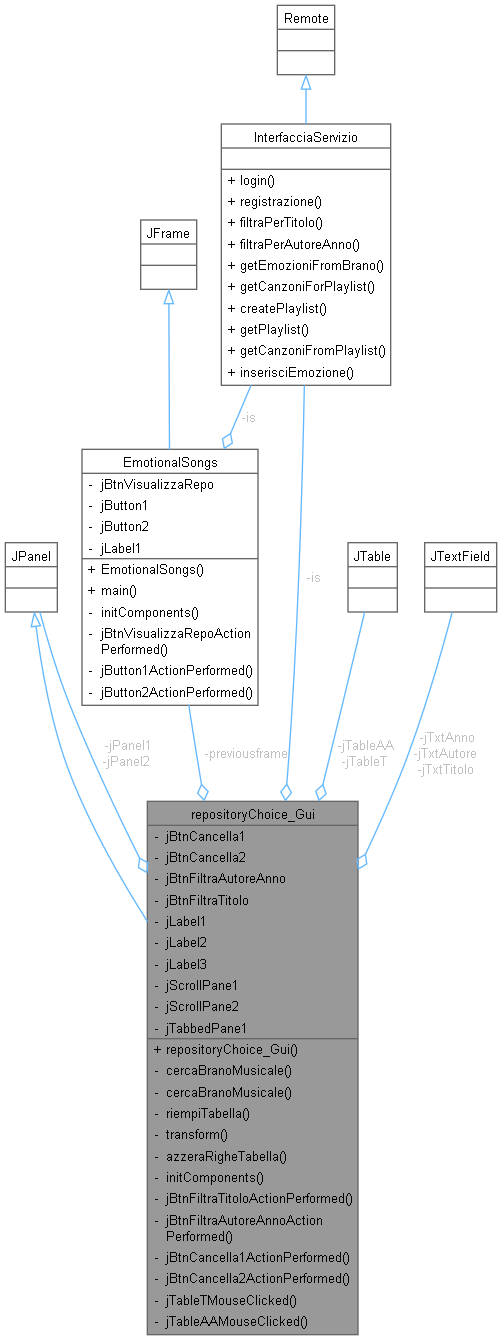 Remote
InterfacciaServizio
+ login()
+ registrazione()
+ filtraPerTitolo()
+ filtraPerAutoreAnno()
+ getEmozioniFromBrano()
+ getCanzoniForPlaylist()
+ createPlaylist()
+ getPlaylist()
+ getCanzoniFromPlaylist()
+ inserisciEmozione()
JFrame
-is
EmotionalSongs
- jBtnVisualizzaRepo
- jButton1
- jButton2
- jLabel1
+ EmotionalSongs()
+ main()
- initComponents()
- jBtnVisualizzaRepoAction
Performed()
- jButton1ActionPerformed()
- jButton2ActionPerformed()
JPanel
JTable
JTextField
-is
-jPanel1
-jPanel2
-previousframe
-jTableAA
-jTableT
-jTxtAnno
-jTxtAutore
-jTxtTitolo
repositoryChoice_Gui
- jBtnCancella1
- jBtnCancella2
- jBtnFiltraAutoreAnno
- jBtnFiltraTitolo
- jLabel1
- jLabel2
- jLabel3
- jScrollPane1
- jScrollPane2
- jTabbedPane1
+ repositoryChoice_Gui()
- cercaBranoMusicale()
- cercaBranoMusicale()
- riempiTabella()
- transform()
- azzeraRigheTabella()
- initComponents()
- jBtnFiltraTitoloActionPerformed()
- jBtnFiltraAutoreAnnoAction
Performed()
- jBtnCancella1ActionPerformed()
- jBtnCancella2ActionPerformed()
- jTableTMouseClicked()
- jTableAAMouseClicked()